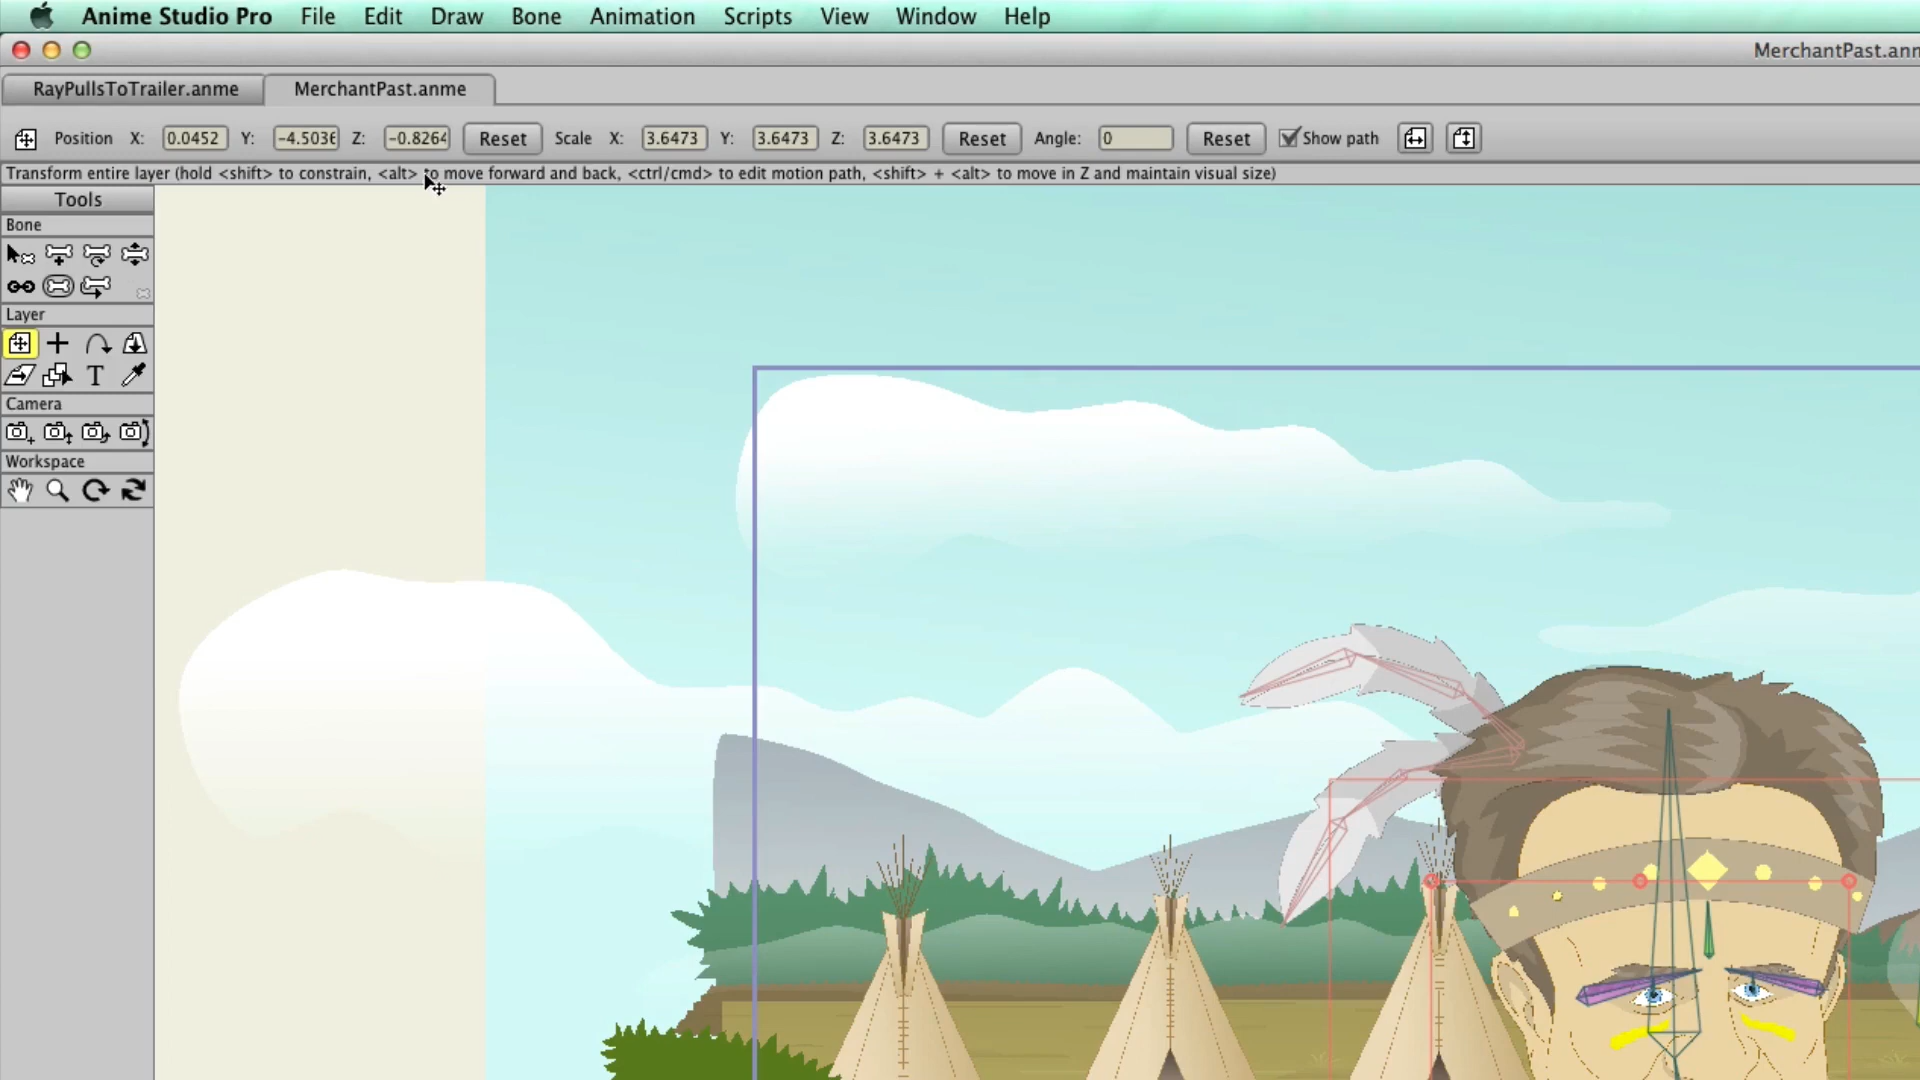 Anime Studio Pro File Edit Draw Bone Animation Scripts View Window Help
MerchantPast.anm
RayPullsToTrailer.anme MerchantPast.anme
Position X: 0.0452 Y: -4.5036 Z: -0.8264 Reset Scale X: 3.6473 Y: 3.6473 Z: 3.6473 Reset Angle: 0 Reset Show path
Transform entire layer (hold <shift> to constrain, <alt> to move forward and back, <ctrl/cmd> to edit motion path, <shift> + <alt> to move in Z and maintain visual size)
Tools
Bone
Layer
T
Camera
Workspace